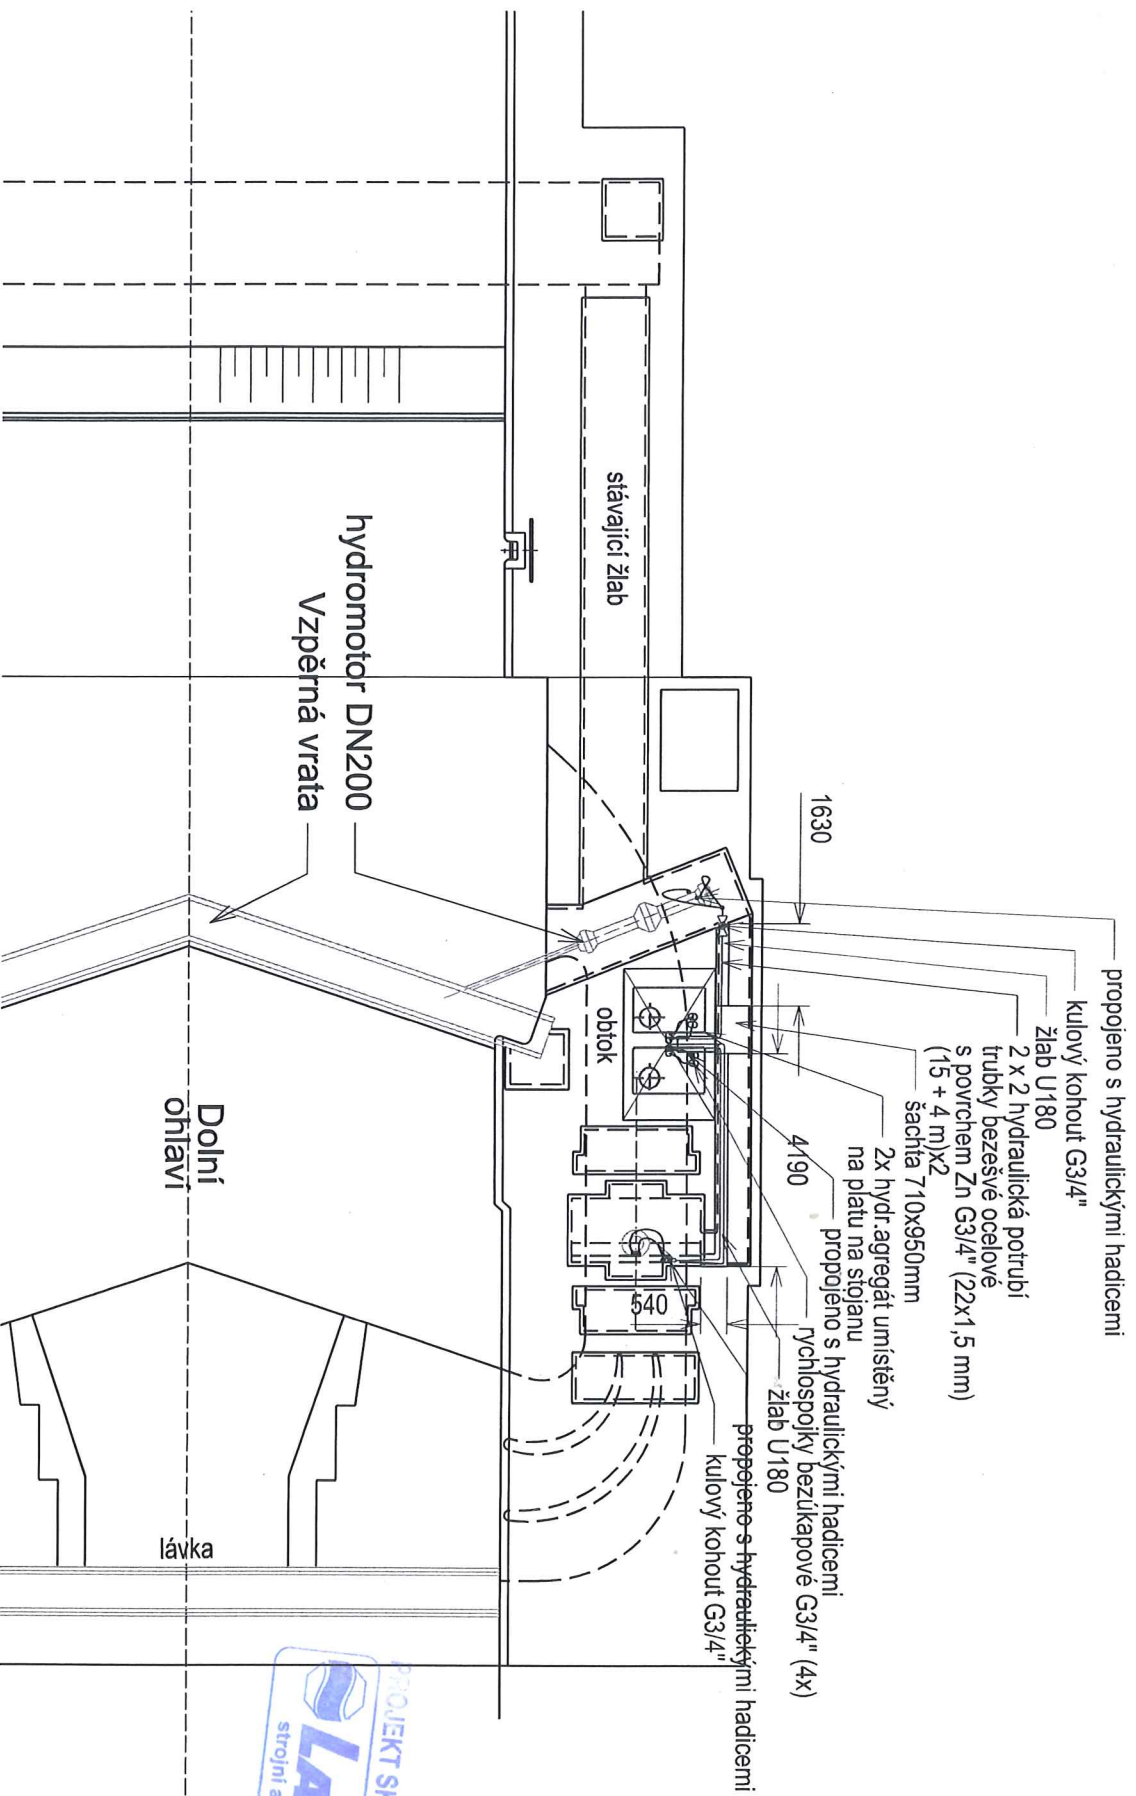 propojeno s hydraulickými hadicemi
kulový kohout G3/4"
žlab U180
2 x 2 hydraulická potrubí
trubky bezešvé ocelové
s povrchem Zn G3/4" (22x1,5 mm)
(15 + 4 m)x2
šachta 710x950mm
2x hydr.agregát umístěný
na platu na stojanu
propojeno s hydraulickými hadicemi
rychlospojky bezúkapové G3/4" (4x)
žlab U180
propojeno s hydraulickými hadicemi
kulový kohout G3/4"
1630
4190
540
stávající žlab
obtok
hydromotor DN200
Vzpěrná vrata
Dolní
ohlaví
lávka
PROJEKT
strojní